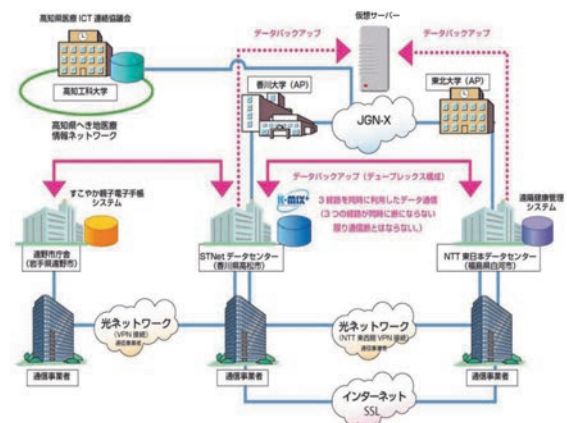 高知県医療 ICT 連絡協議会
高知工科大学
高知県へき地医療
情報ネットワーク
データバックアップ
仮想サーバー
データバックアップ
香川大学(AP)
東北大学(AP)
JGN-X
データバックアップ(デュープレックス構成)
K-MIX+
3 経路を同時に利用したデータ通信
(3 つの経路が同時に断にならない
限り通信断とはならない。)
すこやか親子電子手帳
システム
遠野市庁舎
(岩手県遠野市)
STNet データセンター
(香川県高松市)
遠隔健康管理
システム
NTT 東日本データセンター
(福島県白河市)
光ネットワーク
(VPN 接続)
通信事業者
光ネットワーク
(NTT 東西間 VPN 接続)
通信事業者
通信事業者
通信事業者
通信事業者
インターネット
SSL